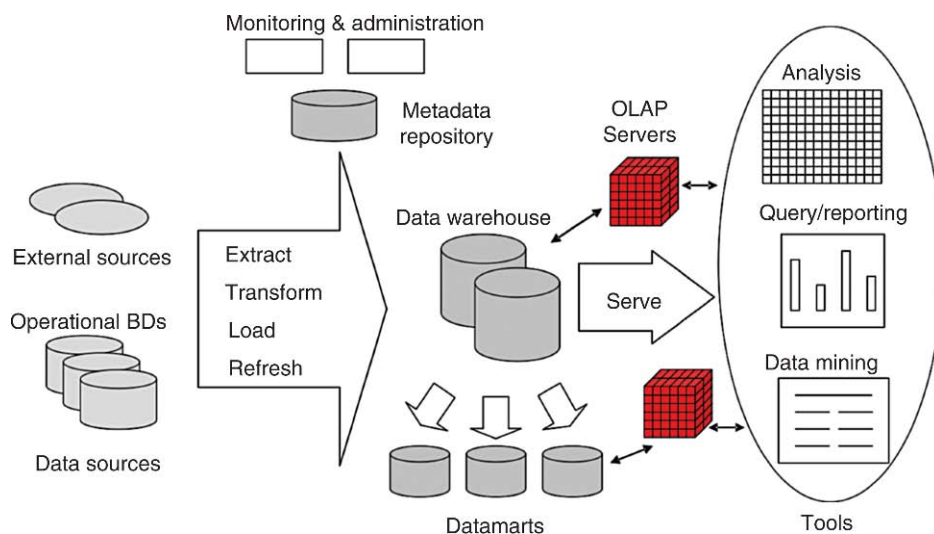 Monitoring & administration
Metadata
repository
OLAP
Servers
Analysis
External sources
Extract
Transform
Load
Refresh
Data warehouse
Serve
Query/reporting
Operational BDs
Data sources
Data mining
Datamarts
Tools